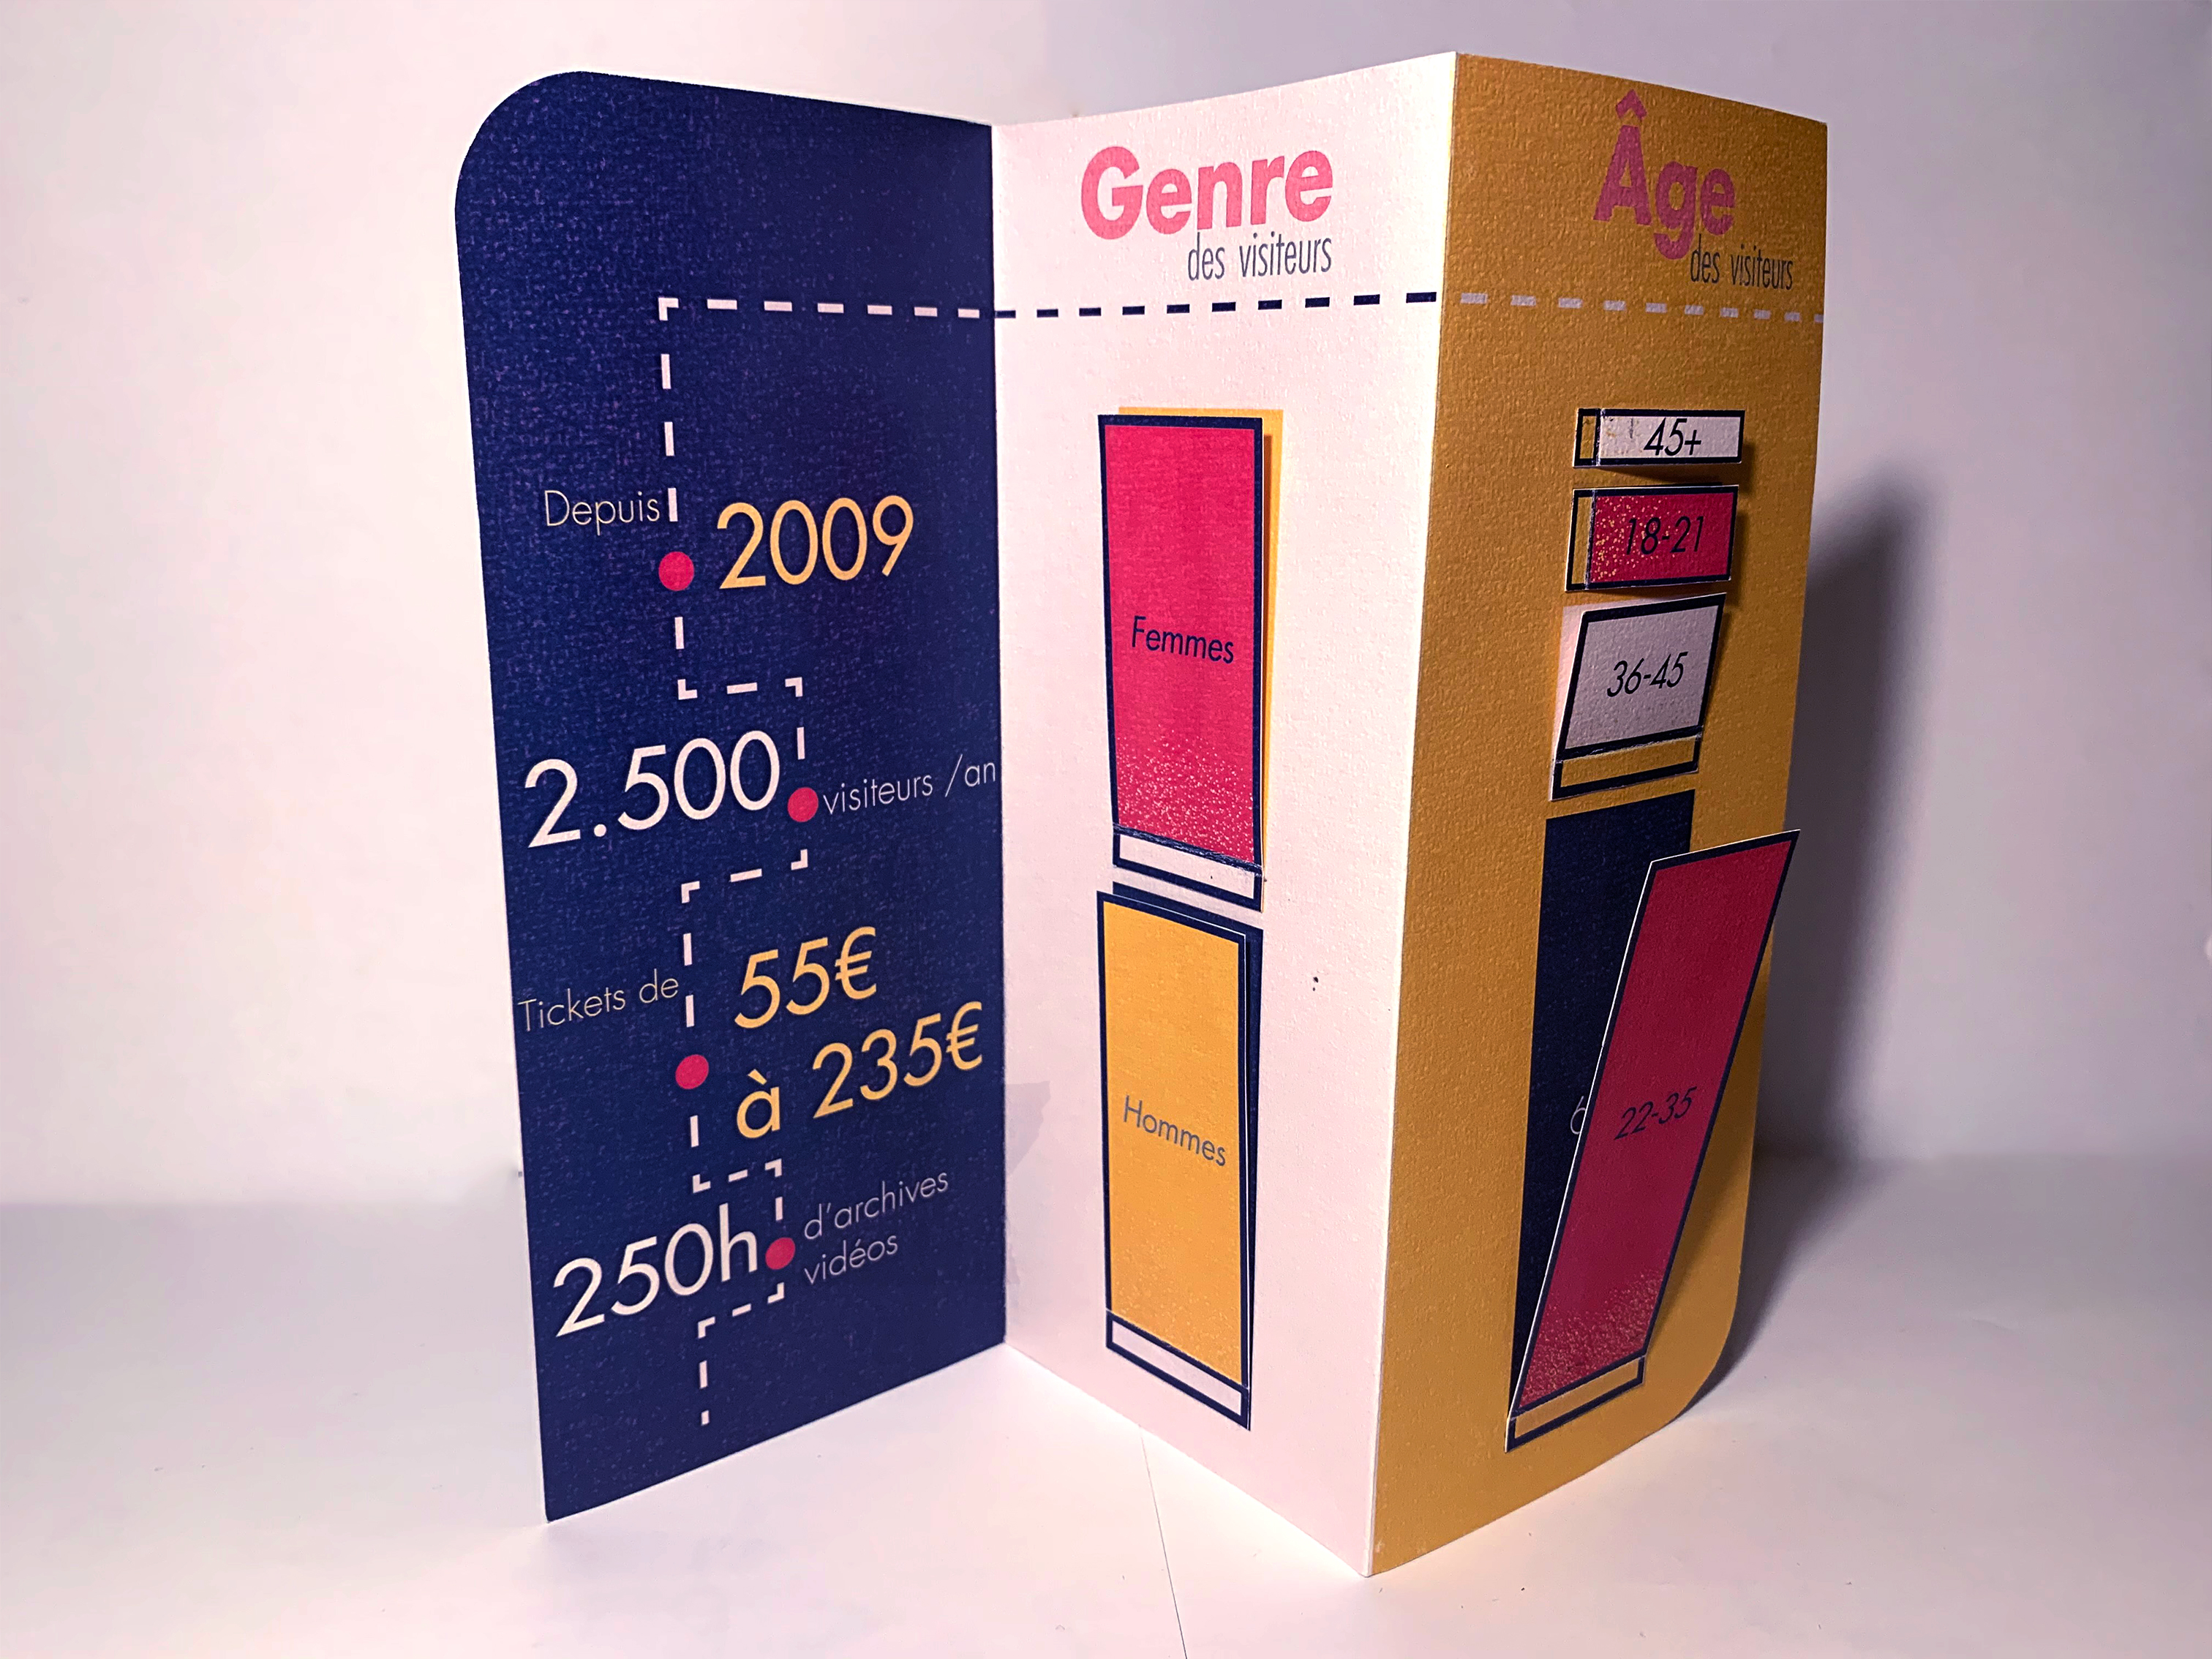 Depuis
2009
2.500
visiteurs /an
Tickets de
55€
à 235€
250h
d'archives
vidéos
Genre
des visiteurs
Femmes
Hommes
Âge
des visiteurs
45+
18-21
36-45
22-35